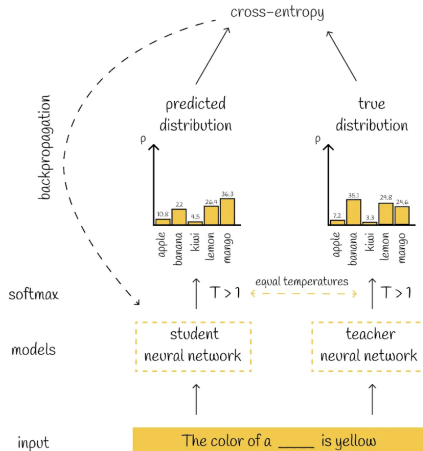 cross-entropy
backpropagation
predicted
distribution
true
distribution
p
10.8
22
4.5
26.4
36.3
apple
banana
kiwi
lemon
mango
p
7.2
35.1
3.3
29.8
24.6
apple
banana
kiwi
lemon
mango
softmax
T > 1
equal temperatures
T > 1
models
student
neural network
teacher
neural network
input
The color of a ____ is yellow